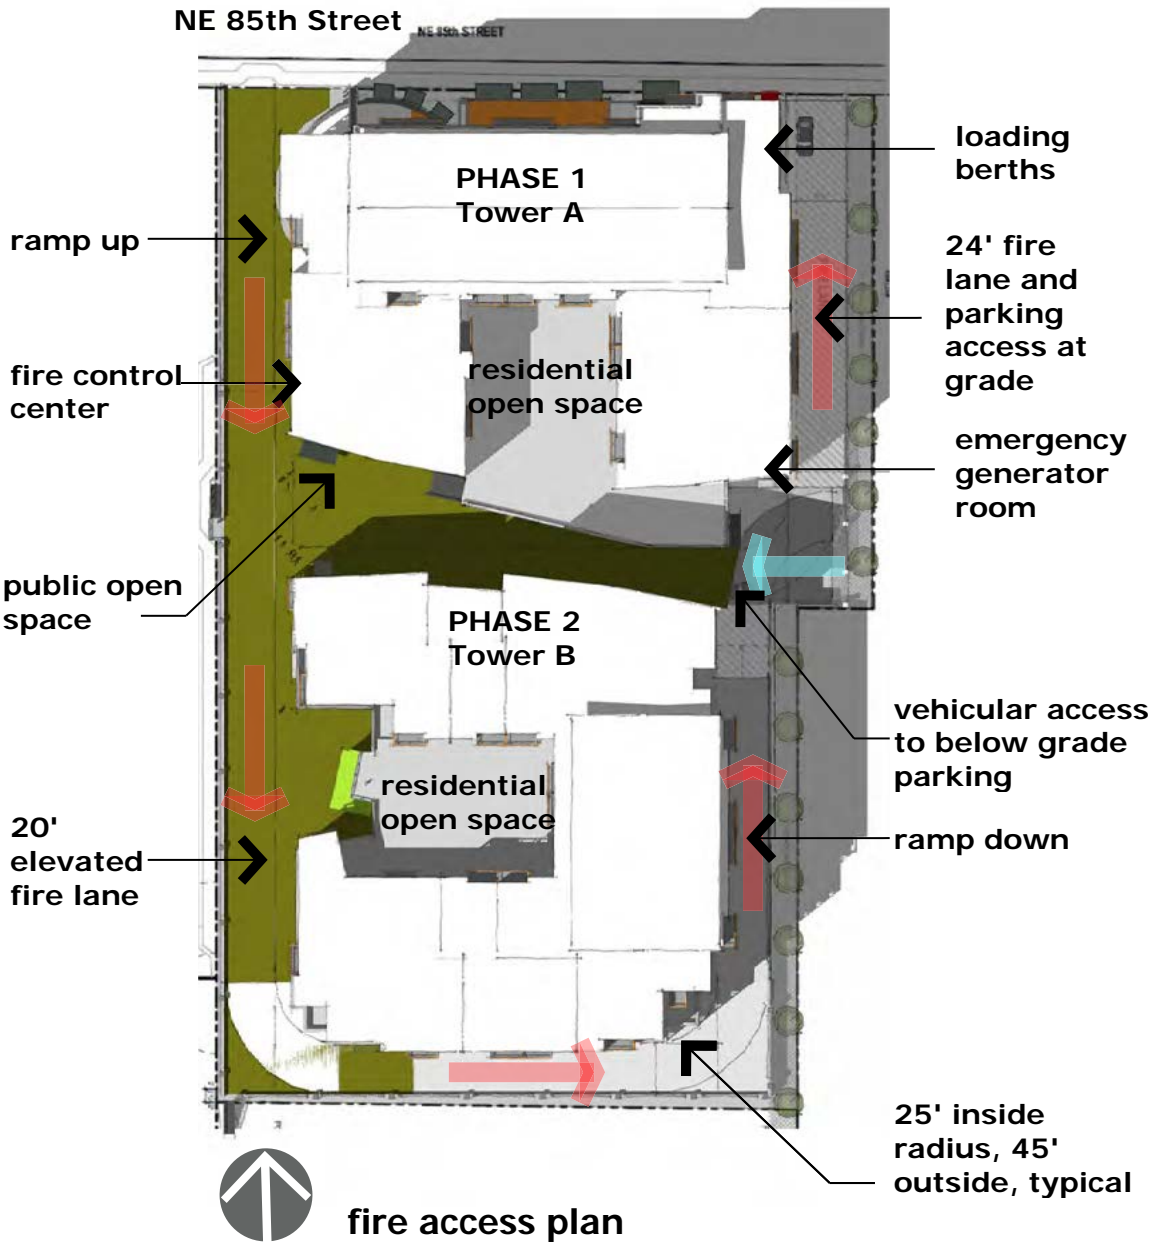 NE 85th Street
NE 85th STREET
PHASE 1
Tower A
loading
berths
ramp up
24' fire
lane and
parking
access at
grade
fire control
center
residential
open space
emergency
generator
room
public open
space
PHASE 2
Tower B
vehicular access
to below grade
parking
residential
open space
20'
elevated
fire lane
ramp down
25' inside
radius, 45'
outside, typical
fire access plan